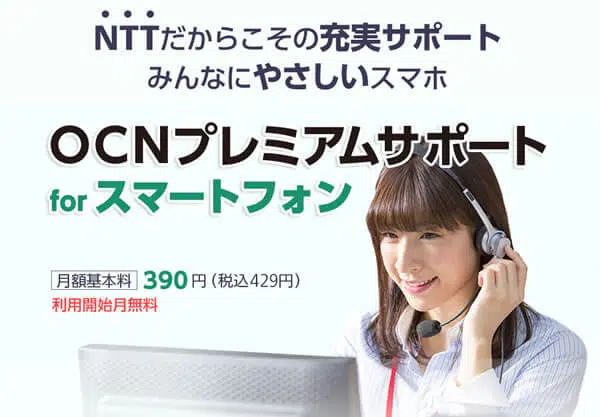 NTTだからこその充実サポート
みんなにやさしいスマホ
OCNプレミアムサポート
for スマートフォン
月額基本料 390円(税込429円)
利用開始月無料